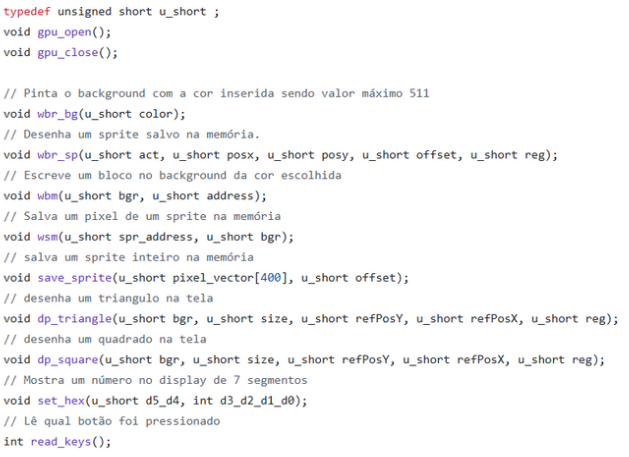 typedef unsigned short u_short ;
void gpu_open();
void gpu_close();
// Pinta o background com a cor inserida sendo valor máximo 511
void wbr_bg(u_short color);
// Desenha um sprite salvo na memória.
void wbr_sp(u_short act, u_short posx, u_short posy, u_short offset, u_short reg);
// Escreve um bloco no background da cor escolhida
void wbm(u_short bgr, u_short address);
// Salva um pixel de um sprite na memória
void wsm(u_short spr_address, u_short bgr);
// salva um sprite inteiro na memória
void save_sprite(u_short pixel_vector[400], u_short offset);
// desenha um triangulo na tela
void dp_triangle(u_short bgr, u_short size, u_short refPosY, u_short refPosX, u_short reg);
// desenha um quadrado na tela
void dp_square(u_short bgr, u_short size, u_short refPosY, u_short refPosX, u_short reg);
// Mostra um número no display de 7 segmentos
void set_hex(u_short d5_d4, int d3_d2_d1_d0);
// Lê qual botão foi pressionado
int read_keys();